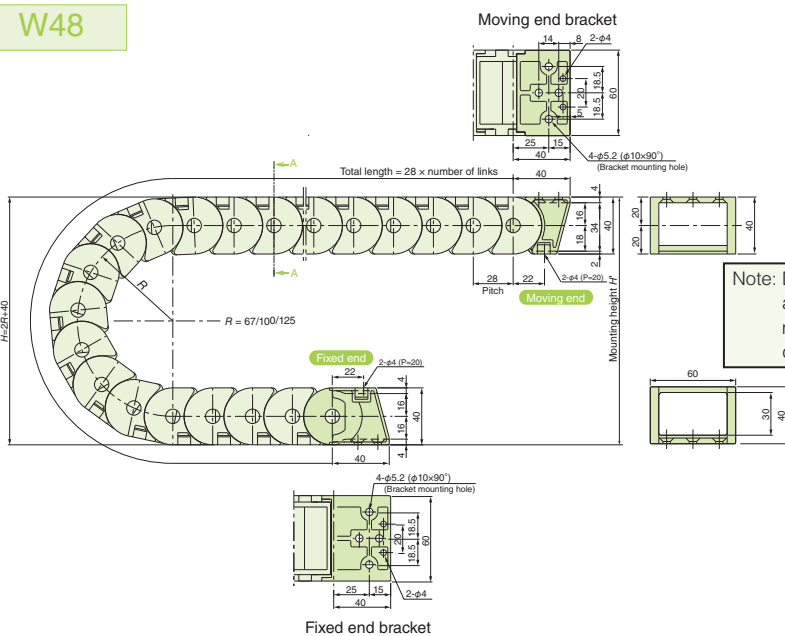 W48
Moving end bracket
14
8
2-φ4
18.5
20
18.5
60
5
25
15
40
4-φ5.2 (φ10×90˚)
(Bracket mounting hole)
A
Total length = 28 × number of links
40
4
16
34
40
18
2
20
20
40
A
28
22
2-φ4 (P=20)
Pitch
Moving end
Mounting height H'
H=2R+40
R
R = 67/100/125
Note:
Fixed end
22
2-φ4 (P=20)
4
16
40
16
4
40
60
30
40
4-φ5.2 (φ10×90˚)
(Bracket mounting hole)
18.5
20
18.5
60
25
15
2-φ4
40
Fixed end bracket